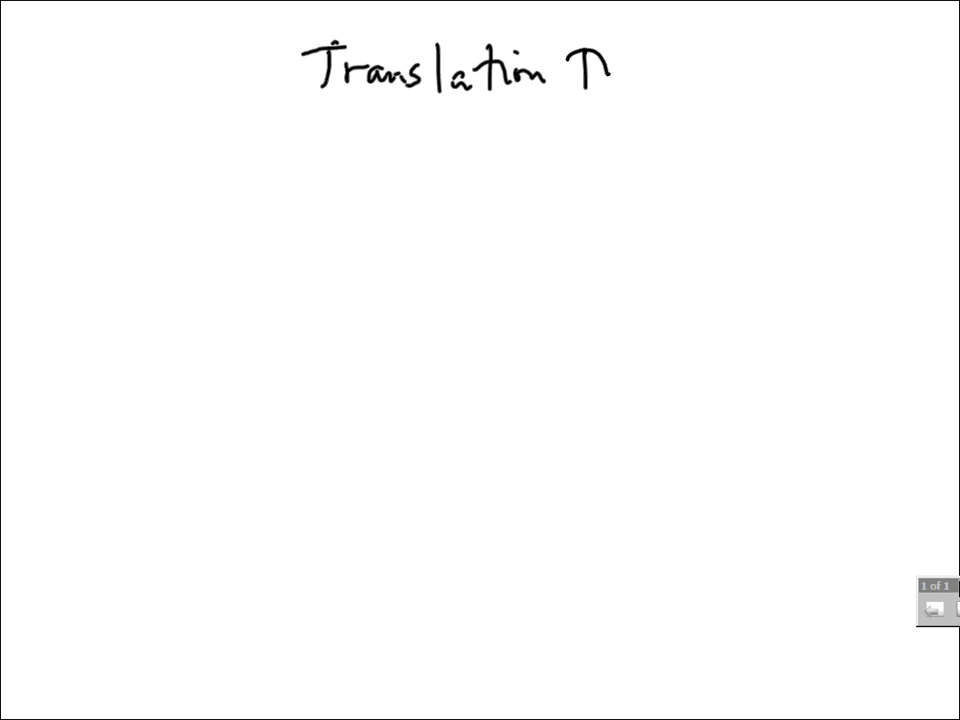 Translation ↑
1 of 1